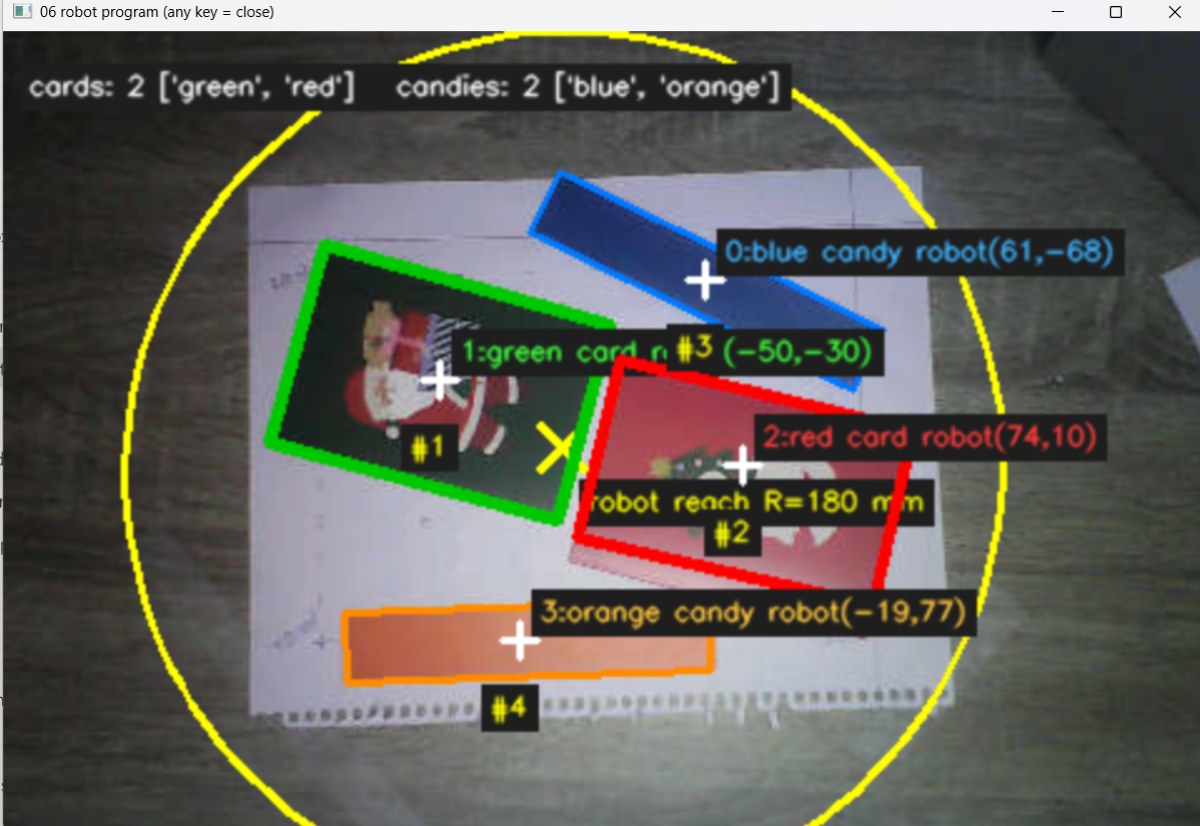 06 robot program (any key = close)
cards: 2 ['green', 'red'] candies: 2 ['blue', 'orange']
0:blue candy robot(61,-68)
1:green card (-50,-30)
#3
2:red card robot(74,10)
#1
robot reach R=180 mm
#2
3:orange candy robot(-19,77)
#4